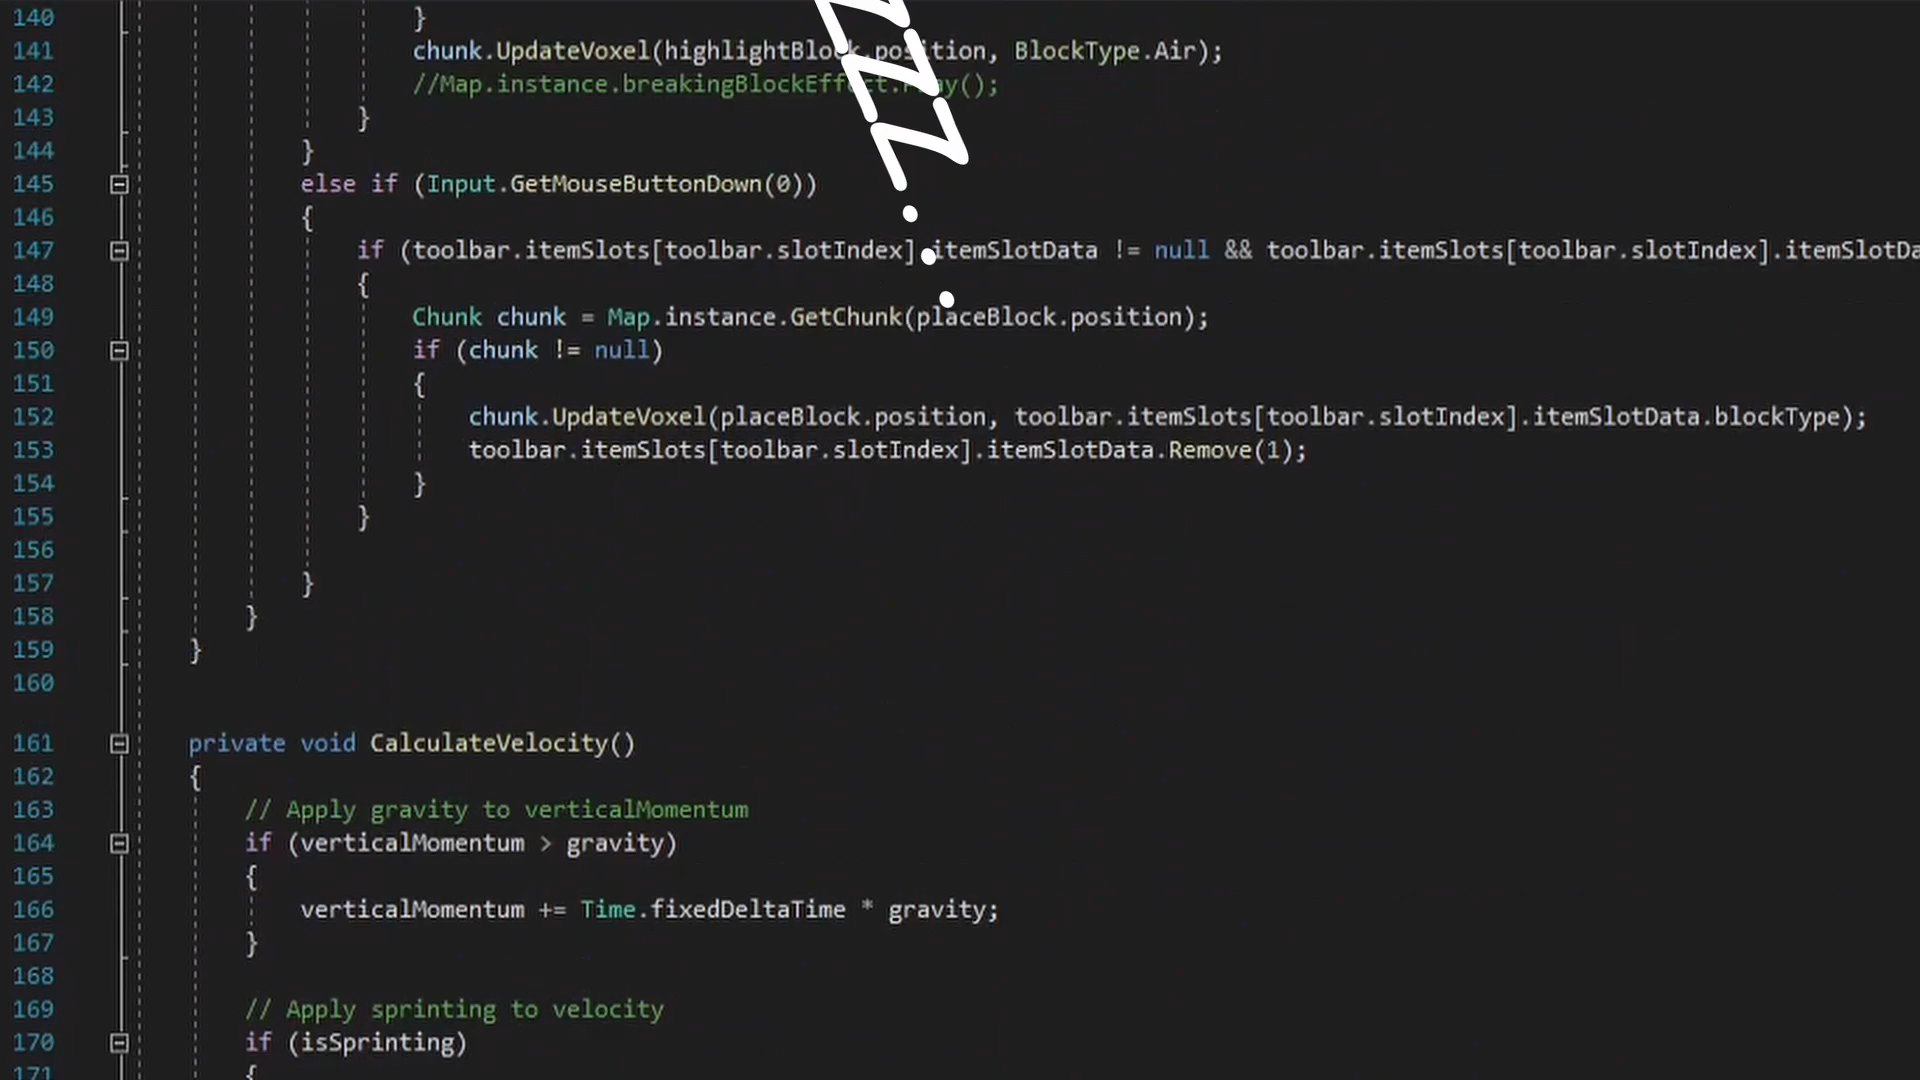 140 }
141 chunk.UpdateVoxel(highlightBlock.position, BlockType.Air);
142 //Map.instance.breakingBlockEffect.Play();
143 }
144 }
145 else if (Input.GetMouseButtonDown(0))
146 {
147 if (toolbar.itemSlots[toolbar.slotIndex].itemSlotData != null && toolbar.itemSlots[toolbar.slotIndex].itemSlotDa
148 {
149 Chunk chunk = Map.instance.GetChunk(placeBlock.position);
150 if (chunk != null)
151 {
152 chunk.UpdateVoxel(placeBlock.position, toolbar.itemSlots[toolbar.slotIndex].itemSlotData.blockType);
153 toolbar.itemSlots[toolbar.slotIndex].itemSlotData.Remove(1);
154 }
155 }
156
157 }
158 }
159 }
160
161 private void CalculateVelocity()
162 {
163 // Apply gravity to verticalMomentum
164 if (verticalMomentum > gravity)
165 {
166 verticalMomentum += Time.fixedDeltaTime * gravity;
167 }
168
169 // Apply sprinting to velocity
170 if (isSprinting)
171 {
ZZZ...